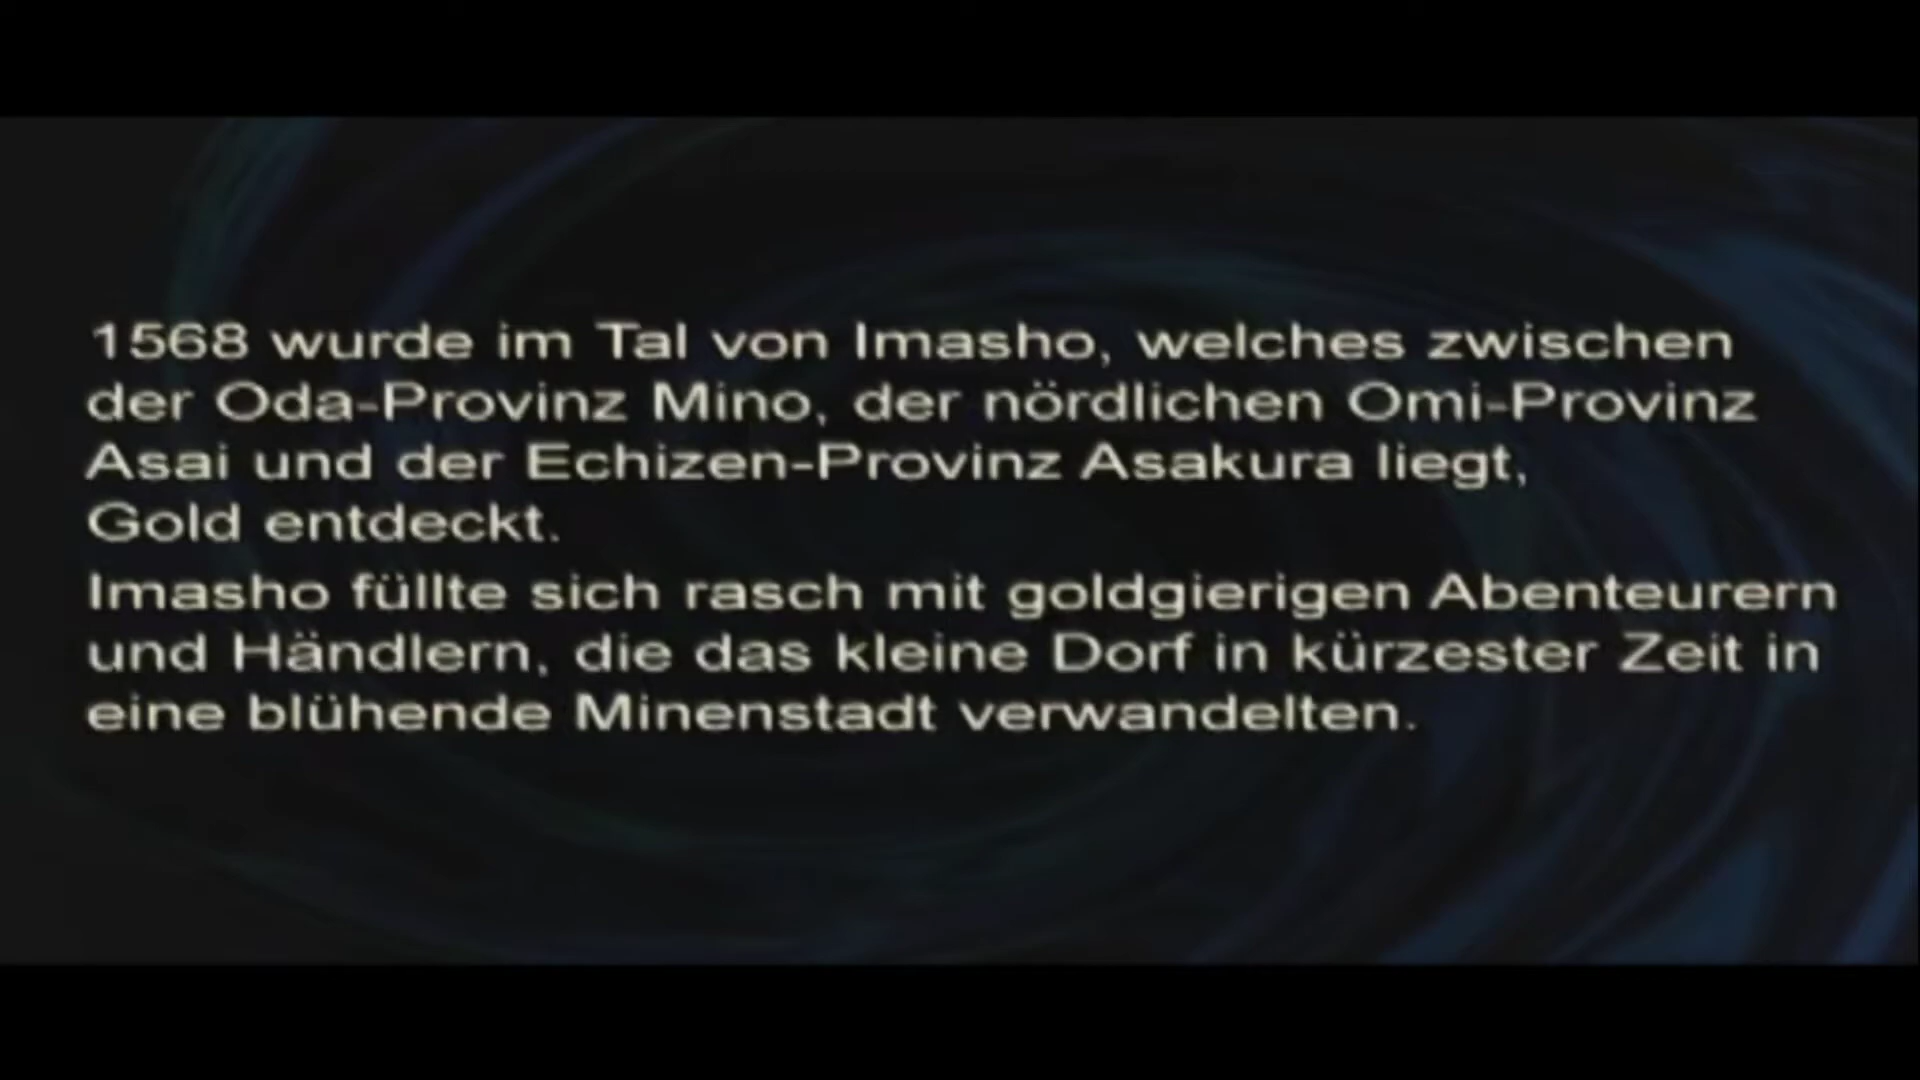 1568 wurde im Tal von Imasho, welches zwischen
der Oda-Provinz Mino, der nördlichen Omi-Provinz
Asai und der Echizen-Provinz Asakura liegt,
Gold entdeckt.
Imasho füllte sich rasch mit goldgierigen Abenteurern
und Händlern, die das kleine Dorf in kürzester Zeit in
eine blühende Minenstadt verwandelten.